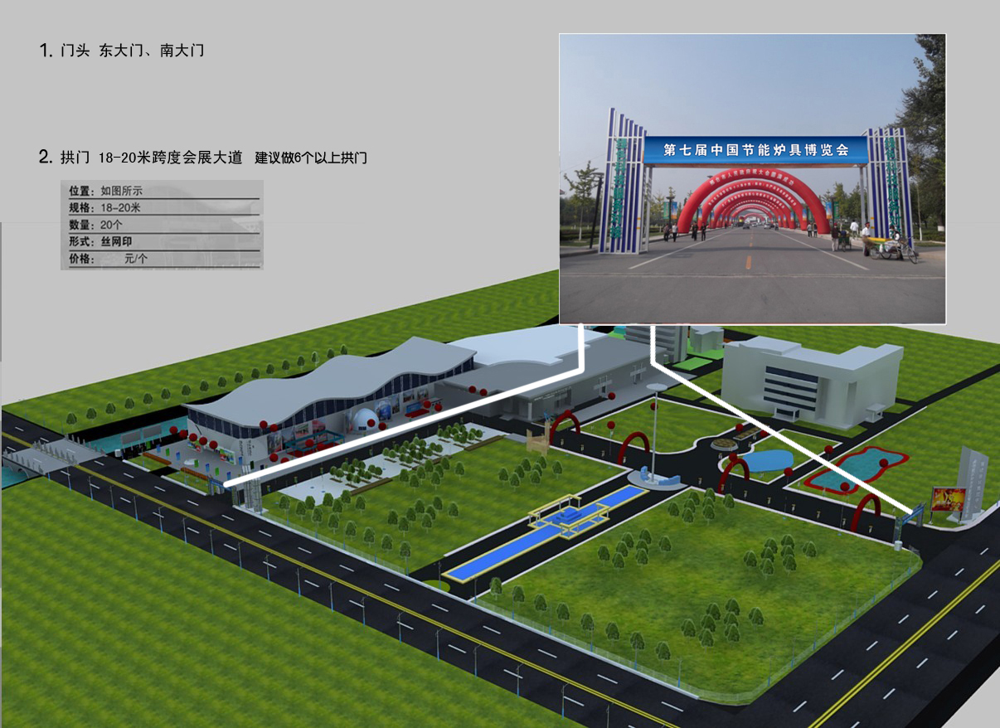 1. 门头 东大门、南大门
2. 拱门 18-20米跨度会展大道 建议做6个以上拱门
位置：如图所示
规格：18-20米
数量：20个
形式：丝网印
价格： 元/个
第七届中国节能炉具博览会